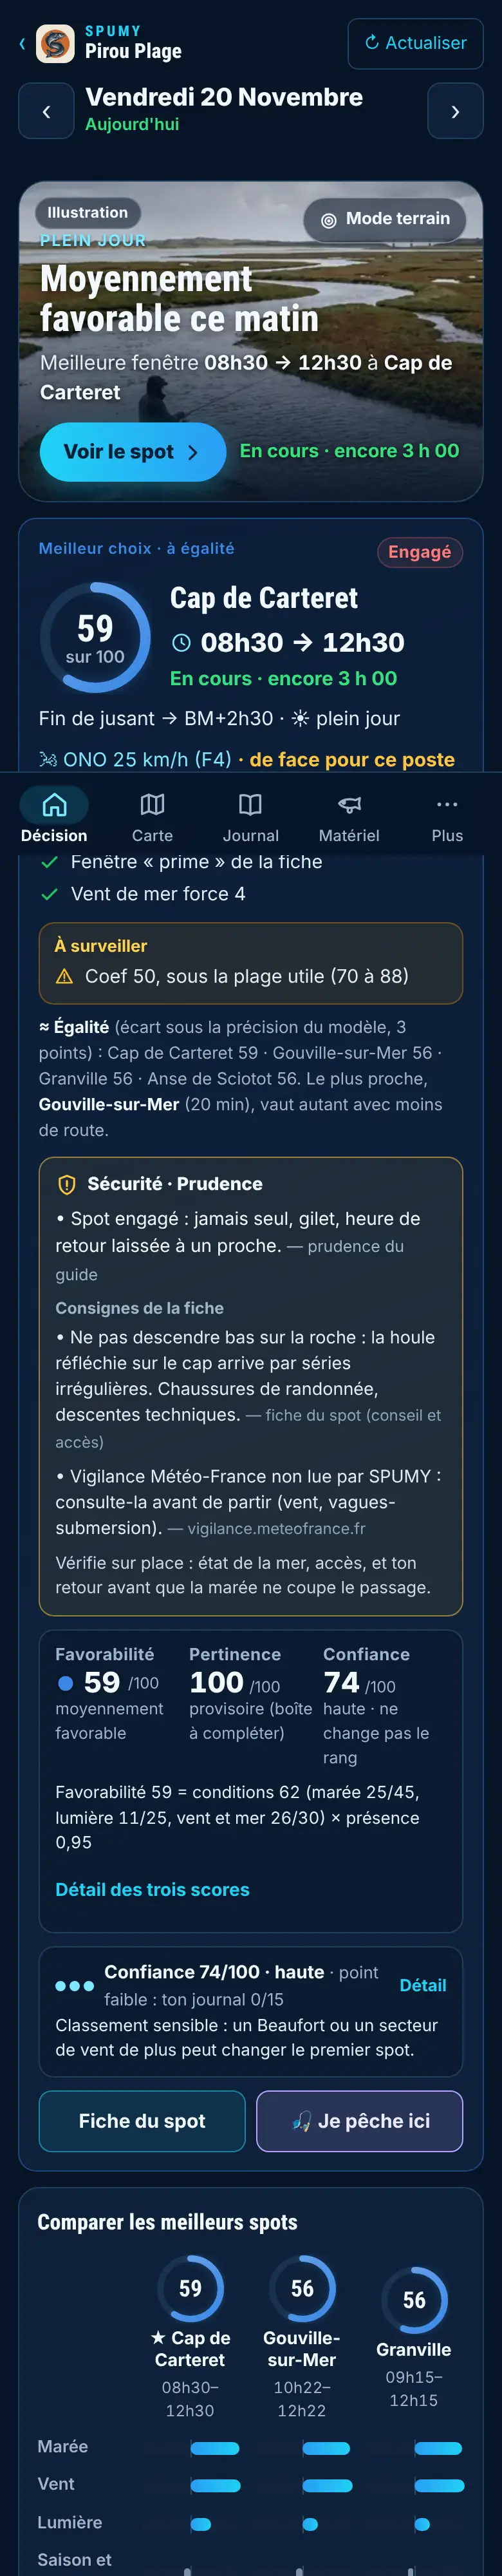 SPUMY
Pirou Plage
Actualiser
Vendredi 20 Novembre
Aujourd'hui
Illustration
Mode terrain
PLEIN JOUR
Moyennement
favorable ce matin
Meilleure fenêtre 08h30 → 12h30 à Cap de
Carteret
Voir le spot
En cours · encore 3 h 00
Meilleur choix · à égalité
Engagé
59
sur 100
Cap de Carteret
08h30 → 12h30
En cours · encore 3 h 00
Fin de jusant → BM+2h30 · ☀ plein jour
ONO 25 km/h (F4) · de face pour ce poste
Décision
Carte
Journal
Matériel
Plus
Fenêtre « prime » de la fiche
Vent de mer force 4
À surveiller
Coef 50, sous la plage utile (70 à 88)
≈ Égalité (écart sous la précision du modèle, 3
points) : Cap de Carteret 59 · Gouville-sur-Mer 56 ·
Granville 56 · Anse de Sciotot 56. Le plus proche,
Gouville-sur-Mer (20 min), vaut autant avec moins
de route.
Sécurité · Prudence
• Spot engagé : jamais seul, gilet, heure de
retour laissée à un proche. — prudence du
guide
Consignes de la fiche
• Ne pas descendre bas sur la roche : la houle
réfléchie sur le cap arrive par séries
irrégulières. Chaussures de randonnée,
descentes techniques. — fiche du spot (conseil et
accès)
• Vigilance Météo-France non lue par SPUMY :
consulte-la avant de partir (vent, vagues-
submersion). — vigilance.meteofrance.fr
Vérifie sur place : état de la mer, accès, et ton
retour avant que la marée ne coupe le passage.
Favorabilité
59 /100
moyennement
favorable
Pertinence
100 /100
provisoire (boîte
à compléter)
Confiance
74 /100
haute · ne
change pas le
rang
Favorabilité 59 = conditions 62 (marée 25/45,
lumière 11/25, vent et mer 26/30) × présence
0,95
Détail des trois scores
Confiance 74/100 · haute · point
faible : ton journal 0/15
Détail
Classement sensible : un Beaufort ou un secteur
de vent de plus peut changer le premier spot.
Fiche du spot
Je pêche ici
Comparer les meilleurs spots
59
★ Cap de
Carteret
08h30–
12h30
56
Gouville-
sur-Mer
10h22–
12h22
56
Granville
09h15–
12h15
Marée
Vent
Lumière
Saison et